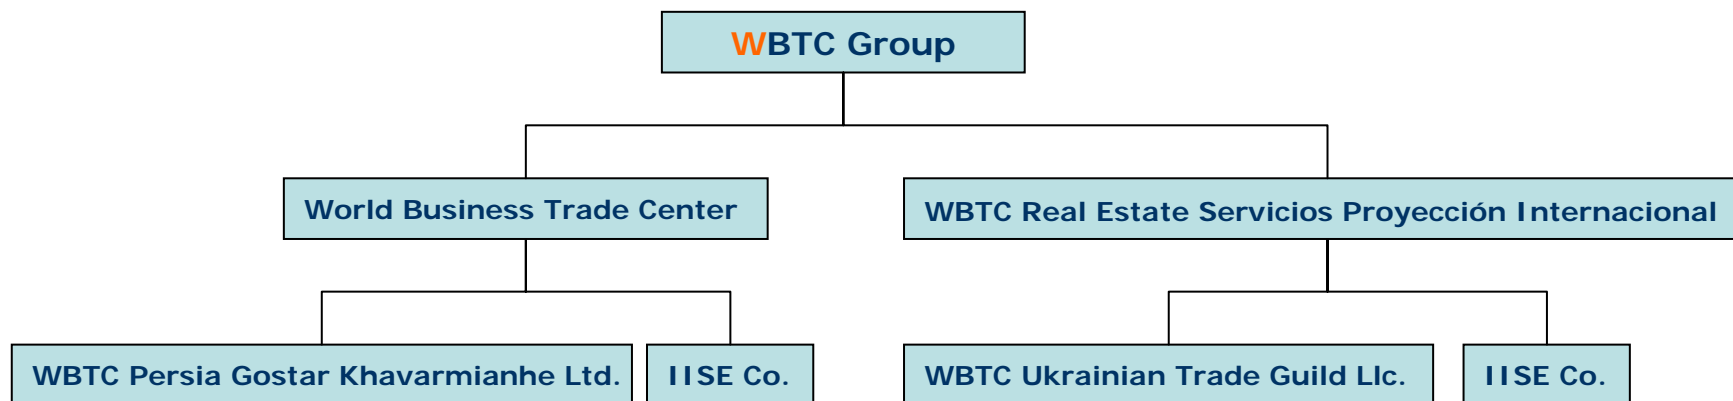 WBTC Group
World Business Trade Center
WBTC Real Estate Servicios Proyección Internacional
WBTC Persia Gostar Khavarmianhe Ltd.
IISE Co.
WBTC Ukrainian Trade Guild Llc.
IISE Co.